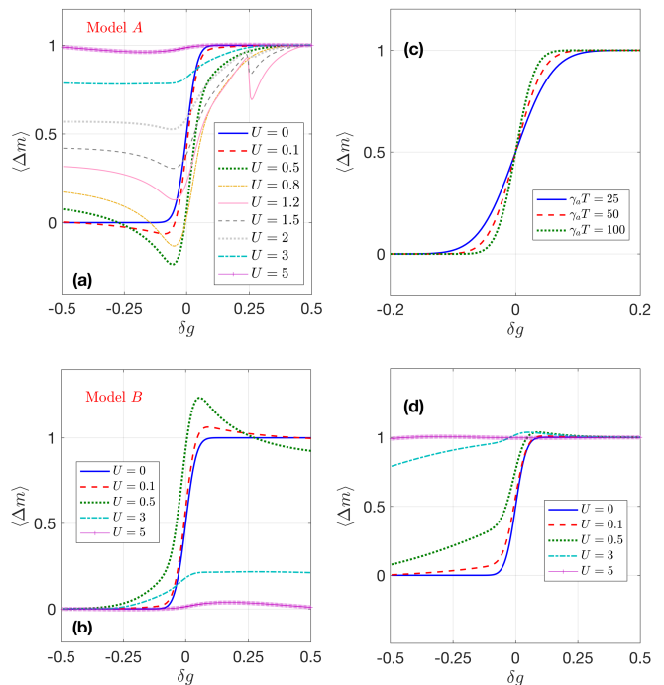 Model A
1
0.5
0
⟨Δm⟩
U = 0
U = 0.1
U = 0.5
U = 0.8
U = 1.2
U = 1.5
U = 2
U = 3
U = 5
(a)
-0.5 -0.25 0 0.25 0.5
δg
(c)
1
0.5
0
⟨Δm⟩
γₐT = 25
γₐT = 50
γₐT = 100
-0.2 0 0.2
δg
Model B
1
0.5
0
⟨Δm⟩
U = 0
U = 0.1
U = 0.5
U = 3
U = 5
(b)
-0.5 -0.25 0 0.25 0.5
δg
(d)
1
0.5
0
⟨Δm⟩
U = 0
U = 0.1
U = 0.5
U = 3
U = 5
-0.5 -0.25 0 0.25 0.5
δg